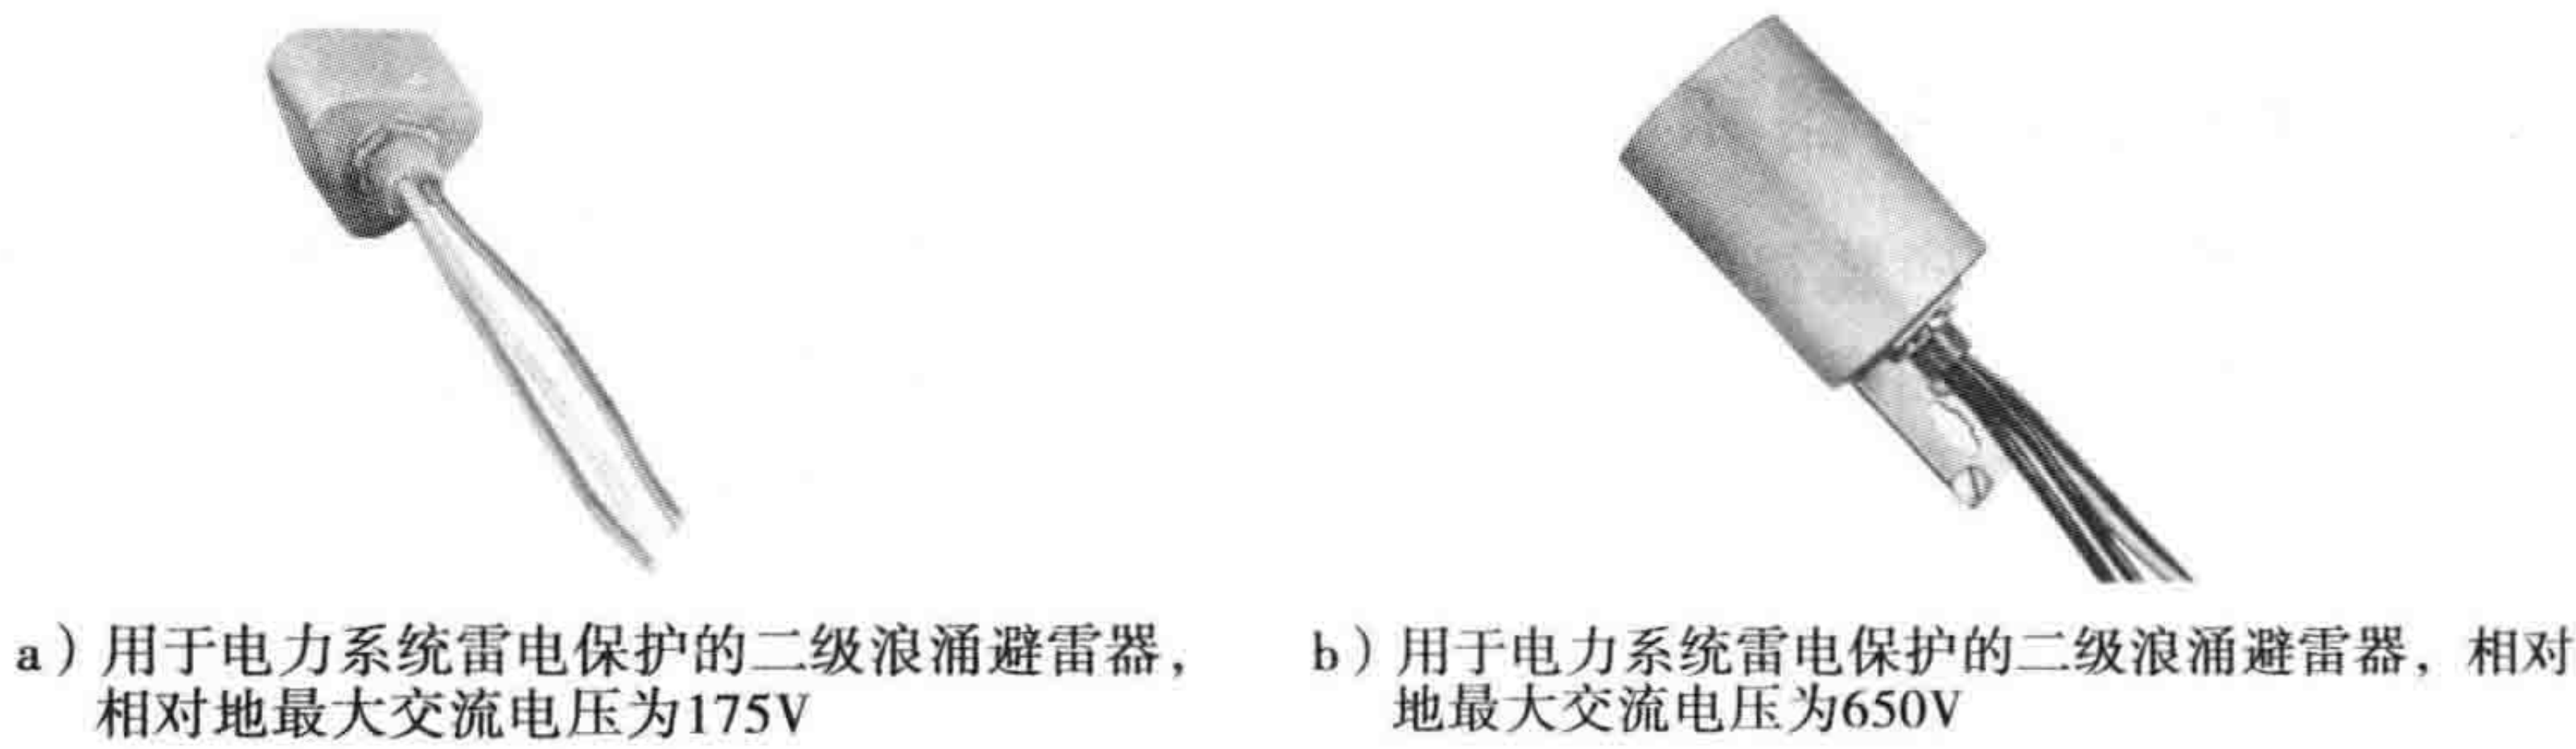 a）用于电力系统雷电保护的二级浪涌避雷器，
相对地最大交流电压为175V
b）用于电力系统雷电保护的二级浪涌避雷器，相对
地最大交流电压为650V